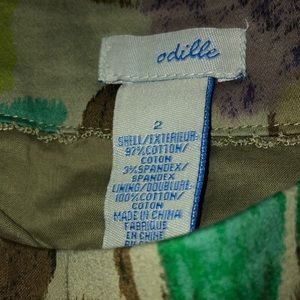 odille
2
SHELL/EXTERIEUR:
97%COTTON/
COTON
3%SPANDEX/
SPANDEX
LINING/DOUBLURE:
100%COTTON/
COTON
MADE IN CHINA
FABRIQUE
EN CHINE